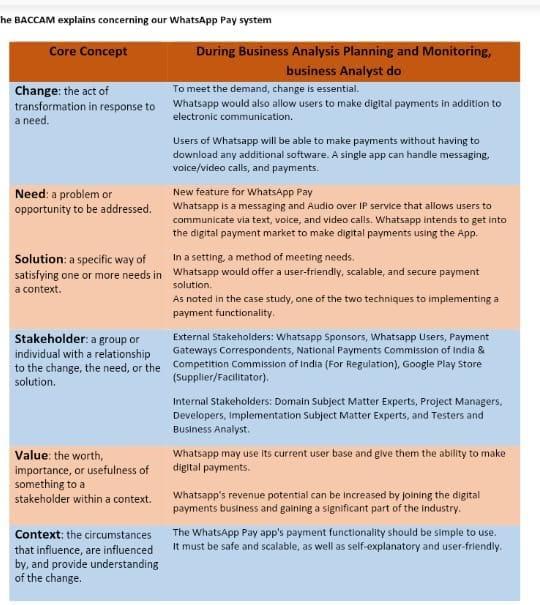 he BACCAM explains concerning our WhatsApp Pay system
Core Concept
During Business Analysis Planning and Monitoring,
business Analyst do
Change: the act of
transformation in response to
a need.
To meet the demand, change is essential.
Whatsapp would also allow users to make digital payments in addition to
electronic communication.
Users of Whatsapp will be able to make payments without having to
download any additional software. A single app can handle messaging,
voice/video calls, and payments.
Need: a problem or
opportunity to be addressed.
New feature for WhatsApp Pay
Whatsapp is a messaging and Audio over IP service that allows users to
communicate via text, voice, and video calls. Whatsapp intends to get into
the digital payment market to make digital payments using the App.
Solution: a specific way of
satisfying one or more needs in
a context.
In a setting, a method of meeting needs.
Whatsapp would offer a user-friendly, scalable, and secure payment
solution.
As noted in the case study, one of the two techniques to implementing a
payment functionality.
Stakeholder: a group or
individual with a relationship
to the change, the need, or the
solution.
External Stakeholders: Whatsapp Sponsors, Whatsapp Users, Payment
Gateways Correspondents, National Payments Commission of India &
Competition Commission of India (For Regulation), Google Play Store
(Supplier/Facilitator).
Internal Stakeholders: Domain Subject Matter Experts, Project Managers,
Developers, Implementation Subject Matter Experts, and Testers and
Business Analyst.
Value: the worth,
importance, or usefulness of
something to a
stakeholder within a context.
Whatsapp may use its current user base and give them the ability to make
digital payments.
Whatsapp's revenue potential can be increased by joining the digital
payments business and gaining a significant part of the industry.
Context: the circumstances
that influence, are influenced
by, and provide understanding
of the change.
The WhatsApp Pay app's payment functionality should be simple to use.
It must be safe and scalable, as well as self-explanatory and user-friendly.